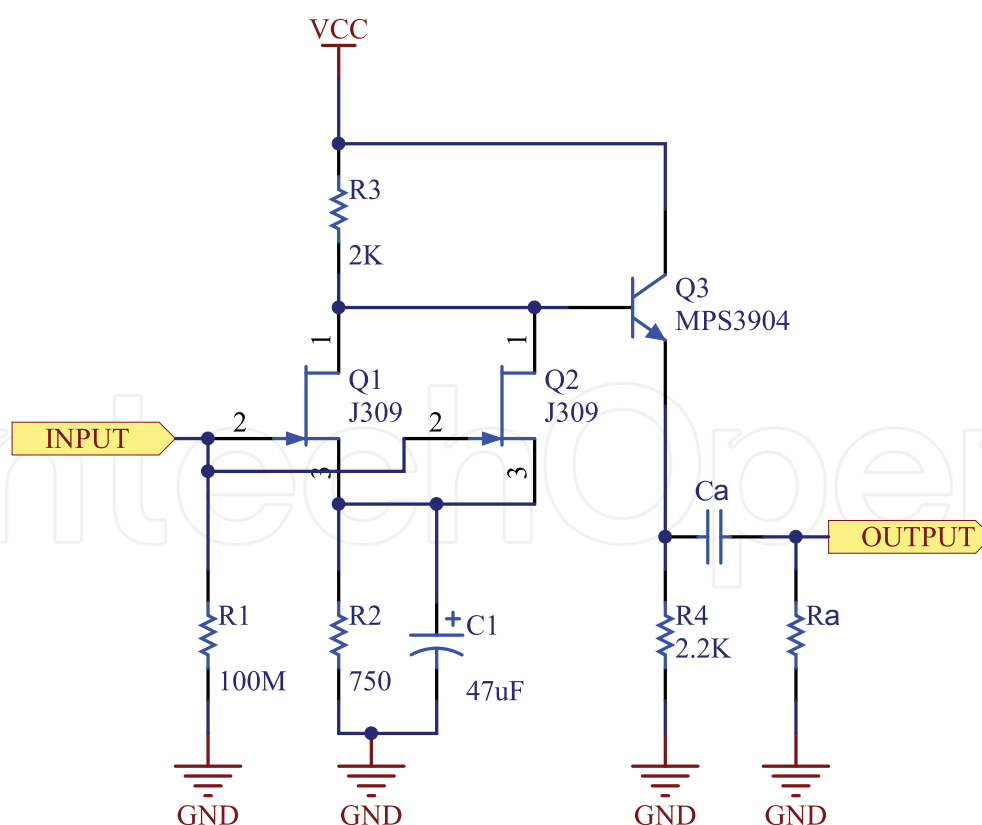 VCC
R3
2K
Q3
MPS3904
1
1
Q1
J309
Q2
J309
INPUT
2
2
3
3
Ca
OUTPUT
R1
100M
R2
750
+
C1
47uF
R4
2.2K
Ra
GND
GND
GND
GND
ntechOpe